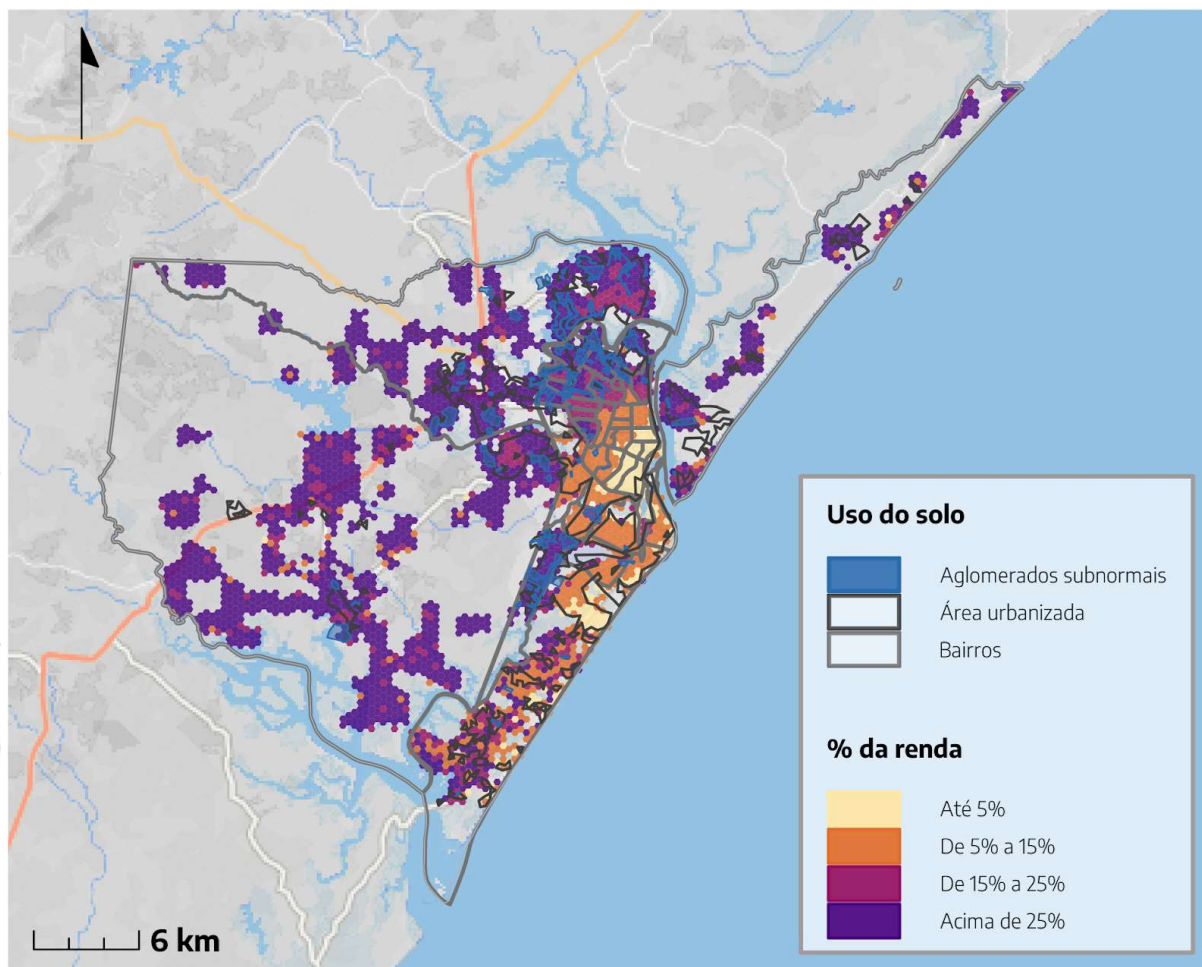 Uso do solo
Aglomerados subnormais
Área urbanizada
Bairros
% da renda
Até 5%
De 5% a 15%
De 15% a 25%
Acima de 25%
6 km